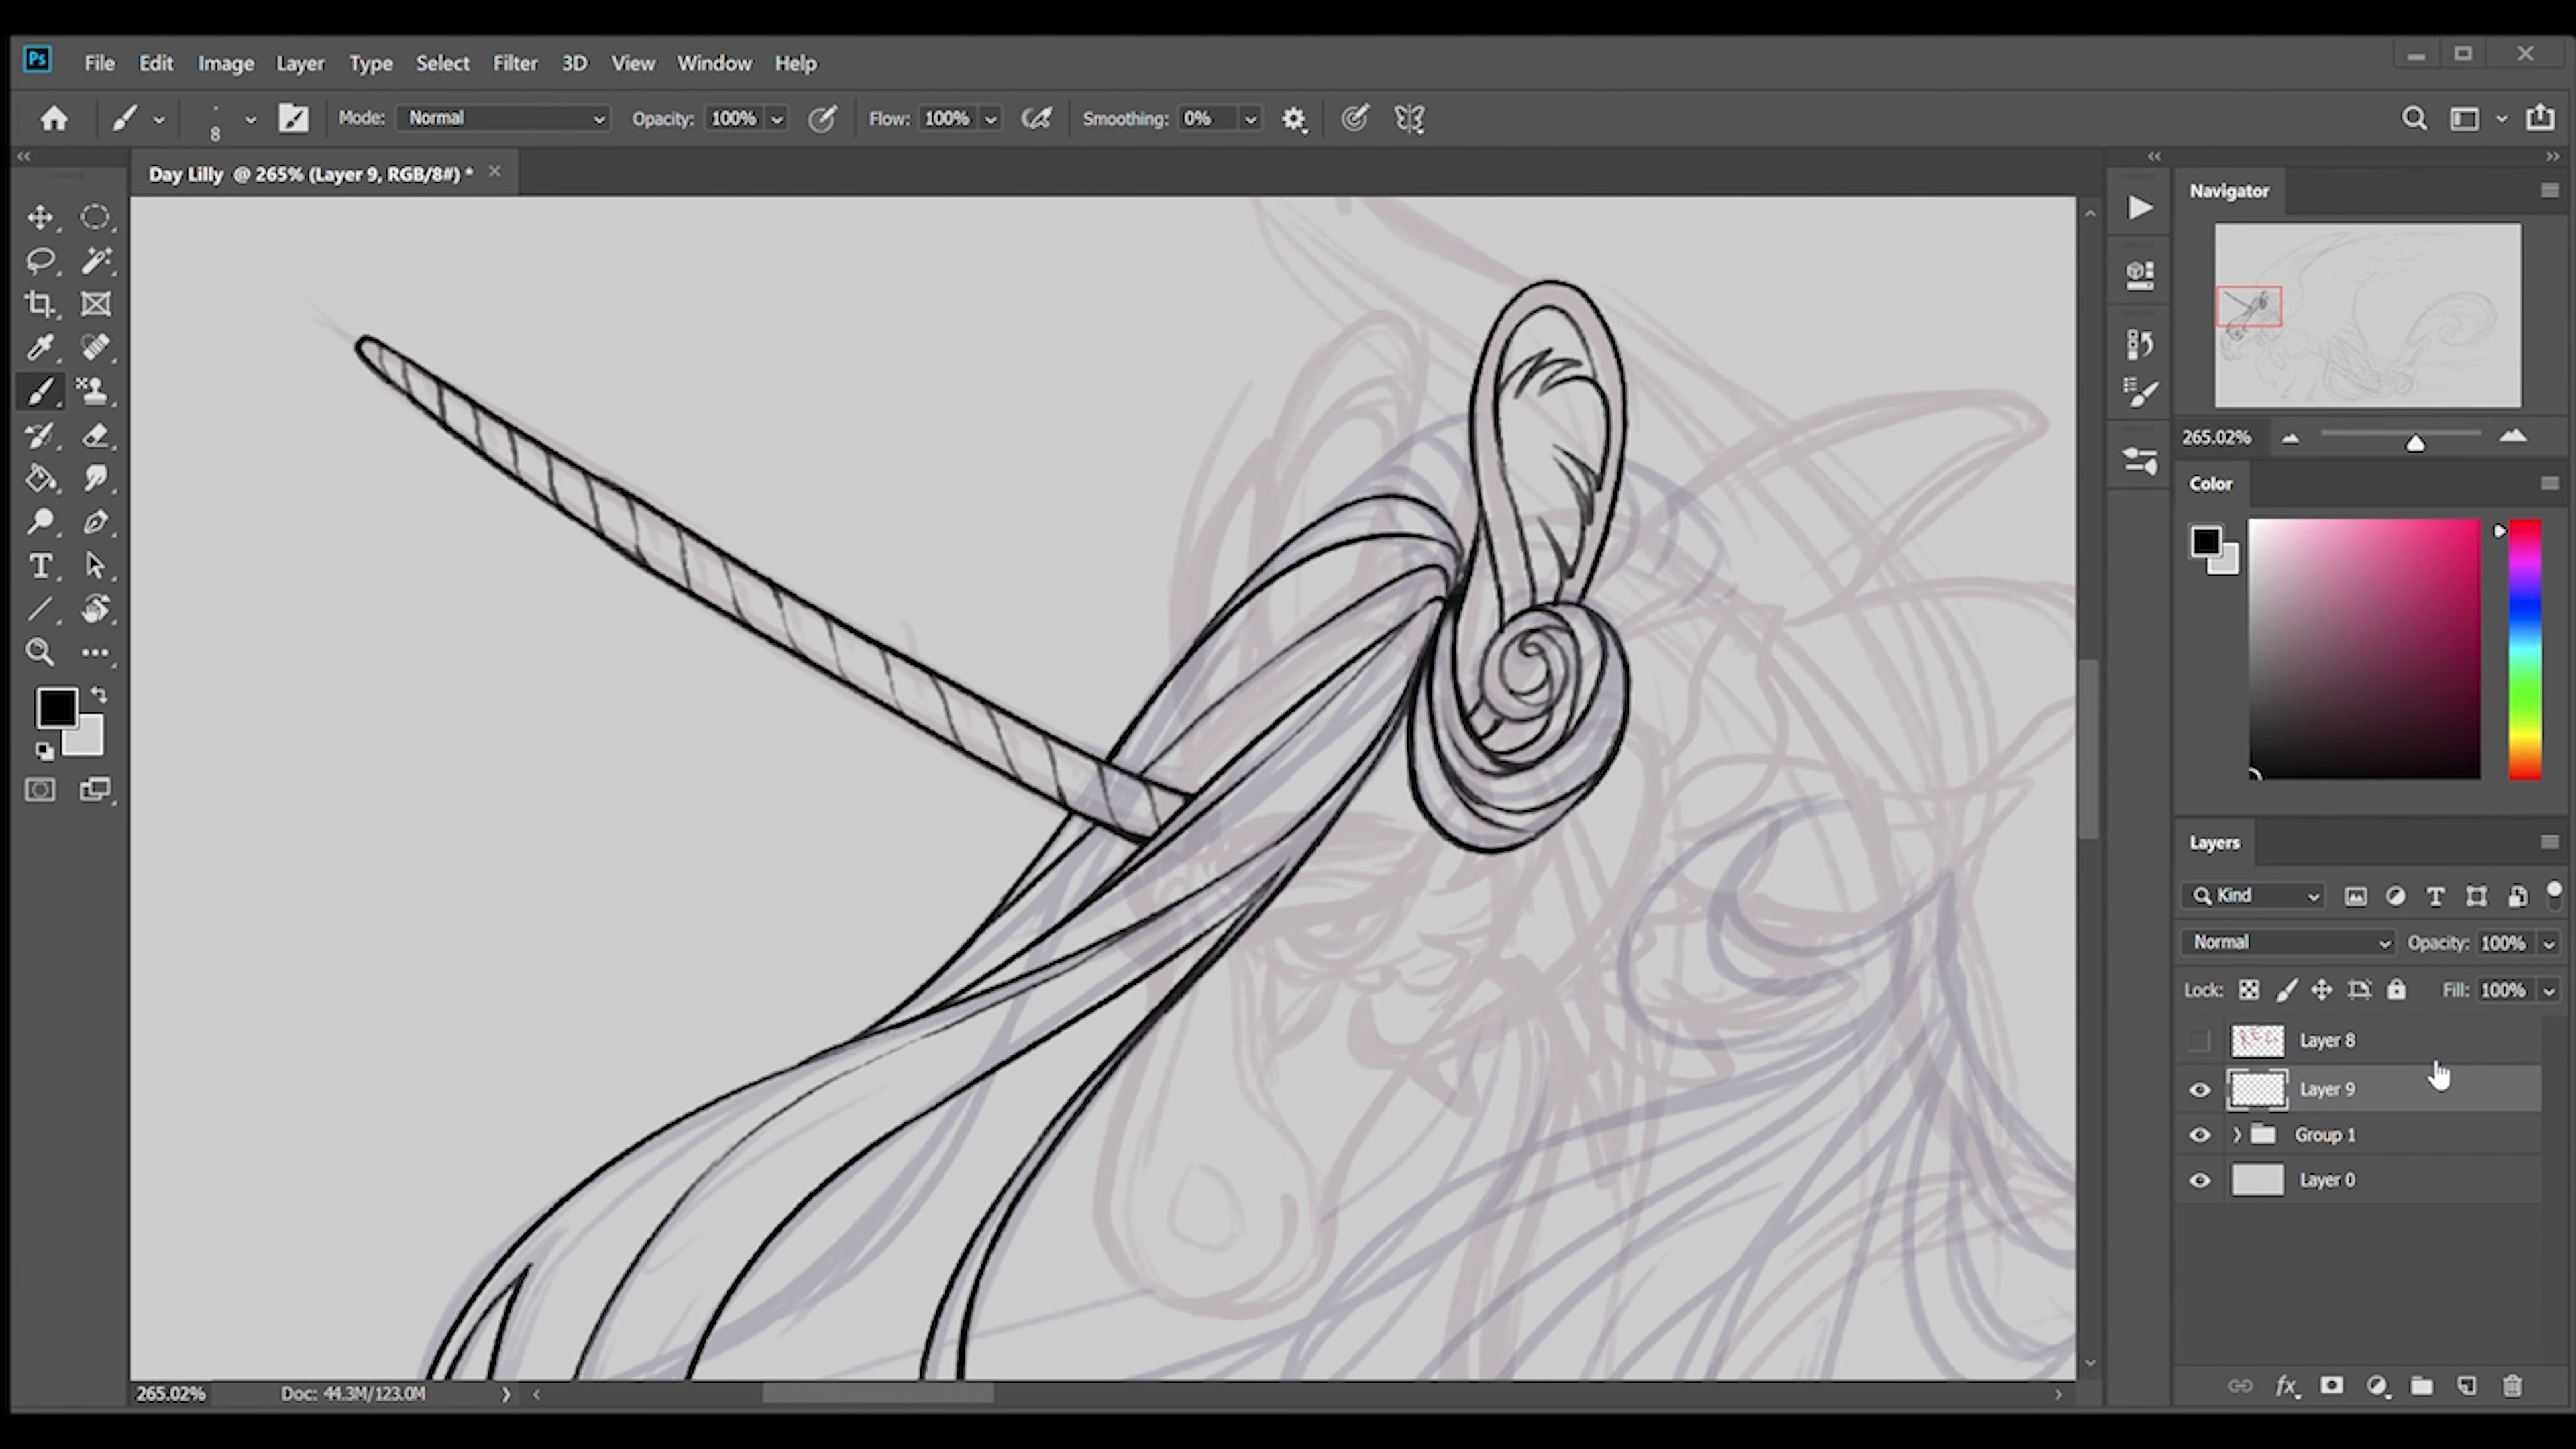 Ps File Edit Image Layer Type Select Filter 3D View Window Help
8 Mode: Normal Opacity: 100% Flow: 100% Smoothing: 0%
Day Lilly @ 265% (Layer 9, RGB/8#) *
Navigator
265.02%
Color
Layers
Kind
Normal Opacity: 100%
Lock: Fill: 100%
Layer 8
Layer 9
Group 1
Layer 0
265.02% Doc: 44.3M/123.0M
fx